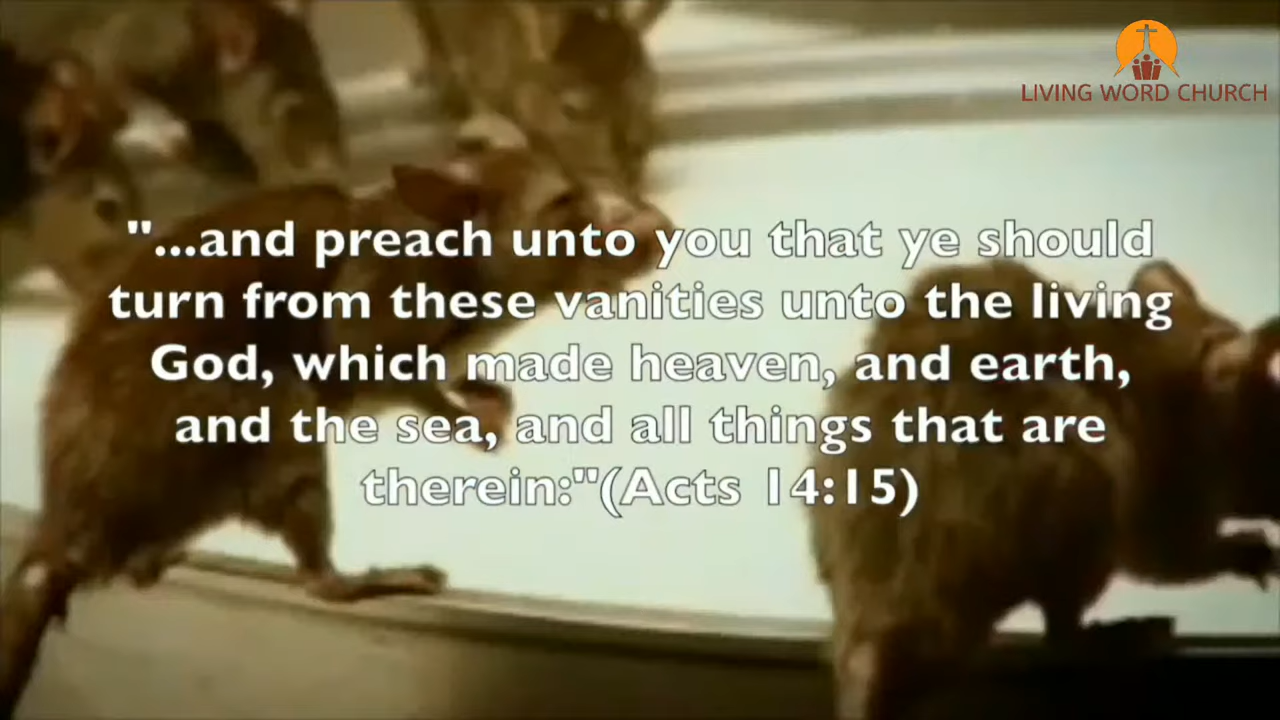 LIVING WORD CHURCH
"...and preach unto you that ye should
turn from these vanities unto the living
God, which made heaven, and earth,
and the sea, and all things that are
therein:"(Acts 14:15)